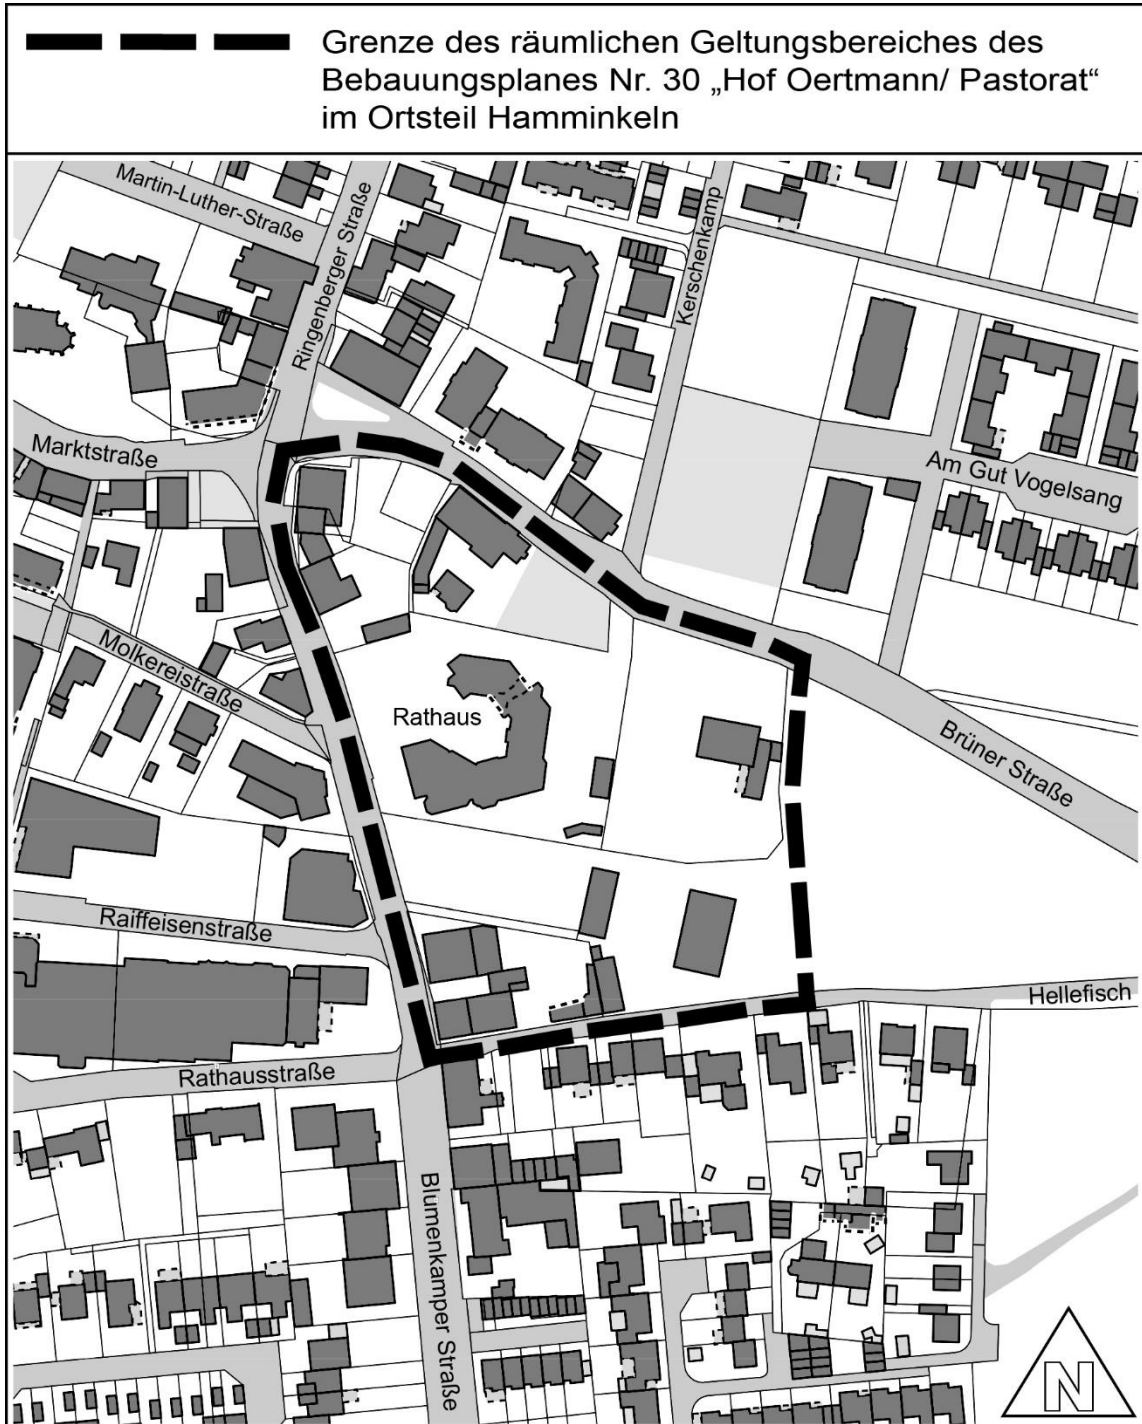 Grenze des räumlichen Geltungsbereiches des
Bebauungsplanes Nr. 30 „Hof Oertmann/ Pastorat“
im Ortsteil Hamminkeln
Martin-Luther-Straße
Ringenberger Straße
Kerschenkamp
Marktstraße
Am Gut Vogelsang
Molkereistraße
Rathaus
Brüner Straße
Raiffeisenstraße
Hellefisch
Rathausstraße
Blumenkamper Straße
N